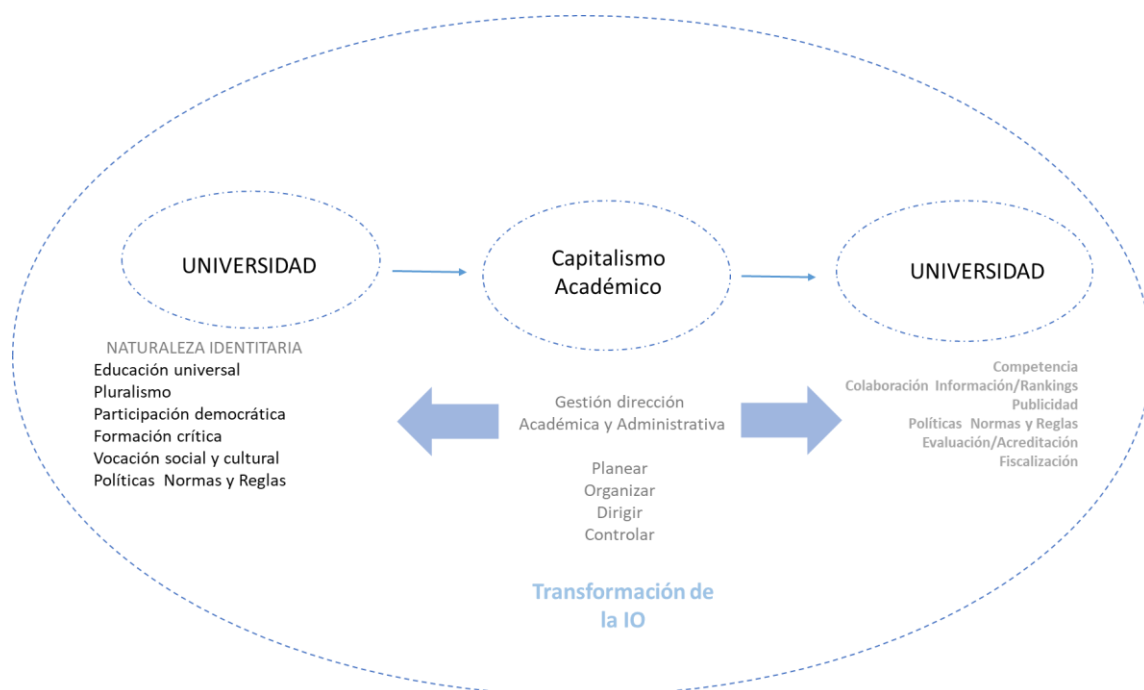 UNIVERSIDAD
Capitalismo
Académico
UNIVERSIDAD
NATURALEZA IDENTITARIA
Educación universal
Pluralismo
Participación democrática
Formación crítica
Vocación social y cultural
Políticas Normas y Reglas
Gestión dirección
Académica y Administrativa
Planear
Organizar
Dirigir
Controlar
Competencia
Colaboración Información/Rankings
Publicidad
Políticas Normas y Reglas
Evaluación/Acreditación
Fiscalización
Transformación de
la IO